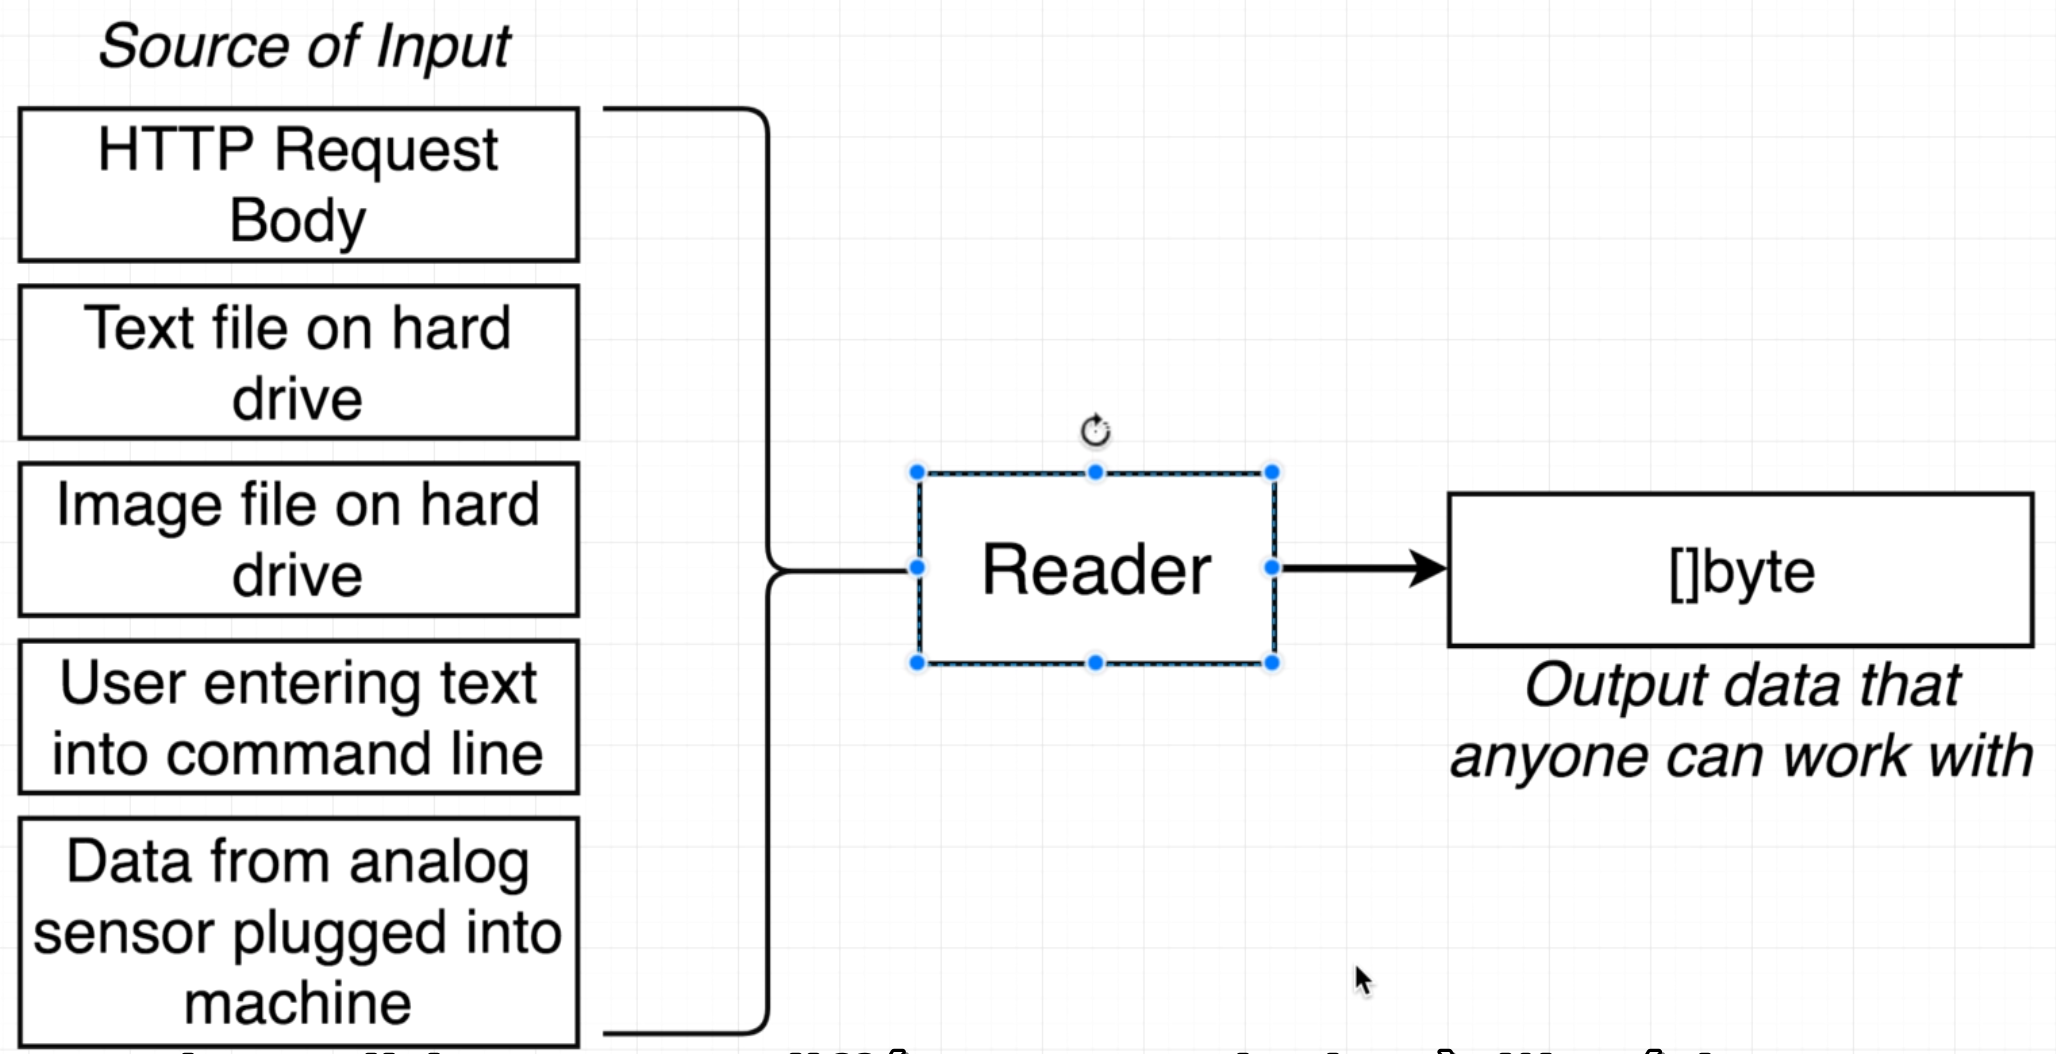 Source of Input
HTTP Request
Body
Text file on hard
drive
Image file on hard
drive
User entering text
into command line
Data from analog
sensor plugged into
machine
Reader
[]byte
Output data that
anyone can work with